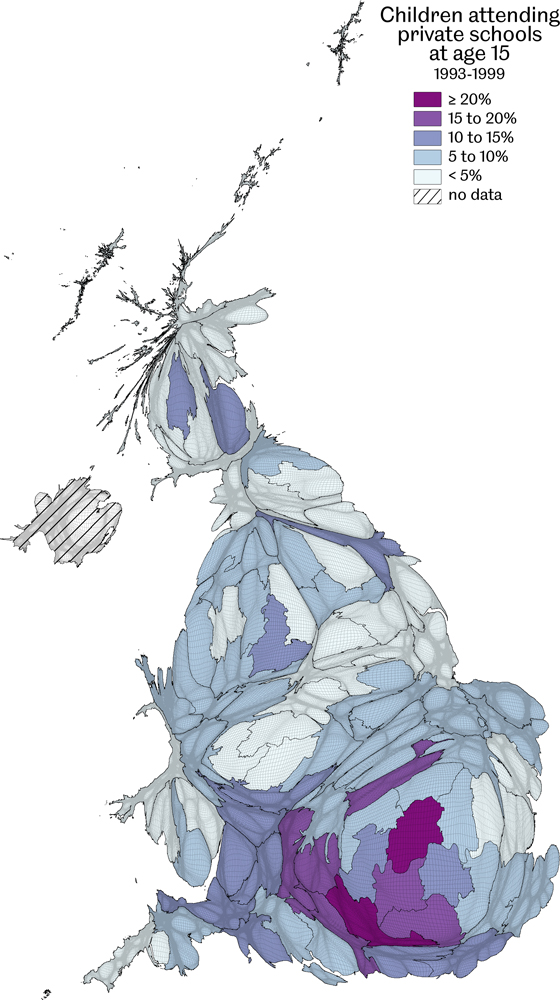 Children attending
private schools
at age 15
1993-1999
≥ 20%
15 to 20%
10 to 15%
5 to 10%
< 5%
no data